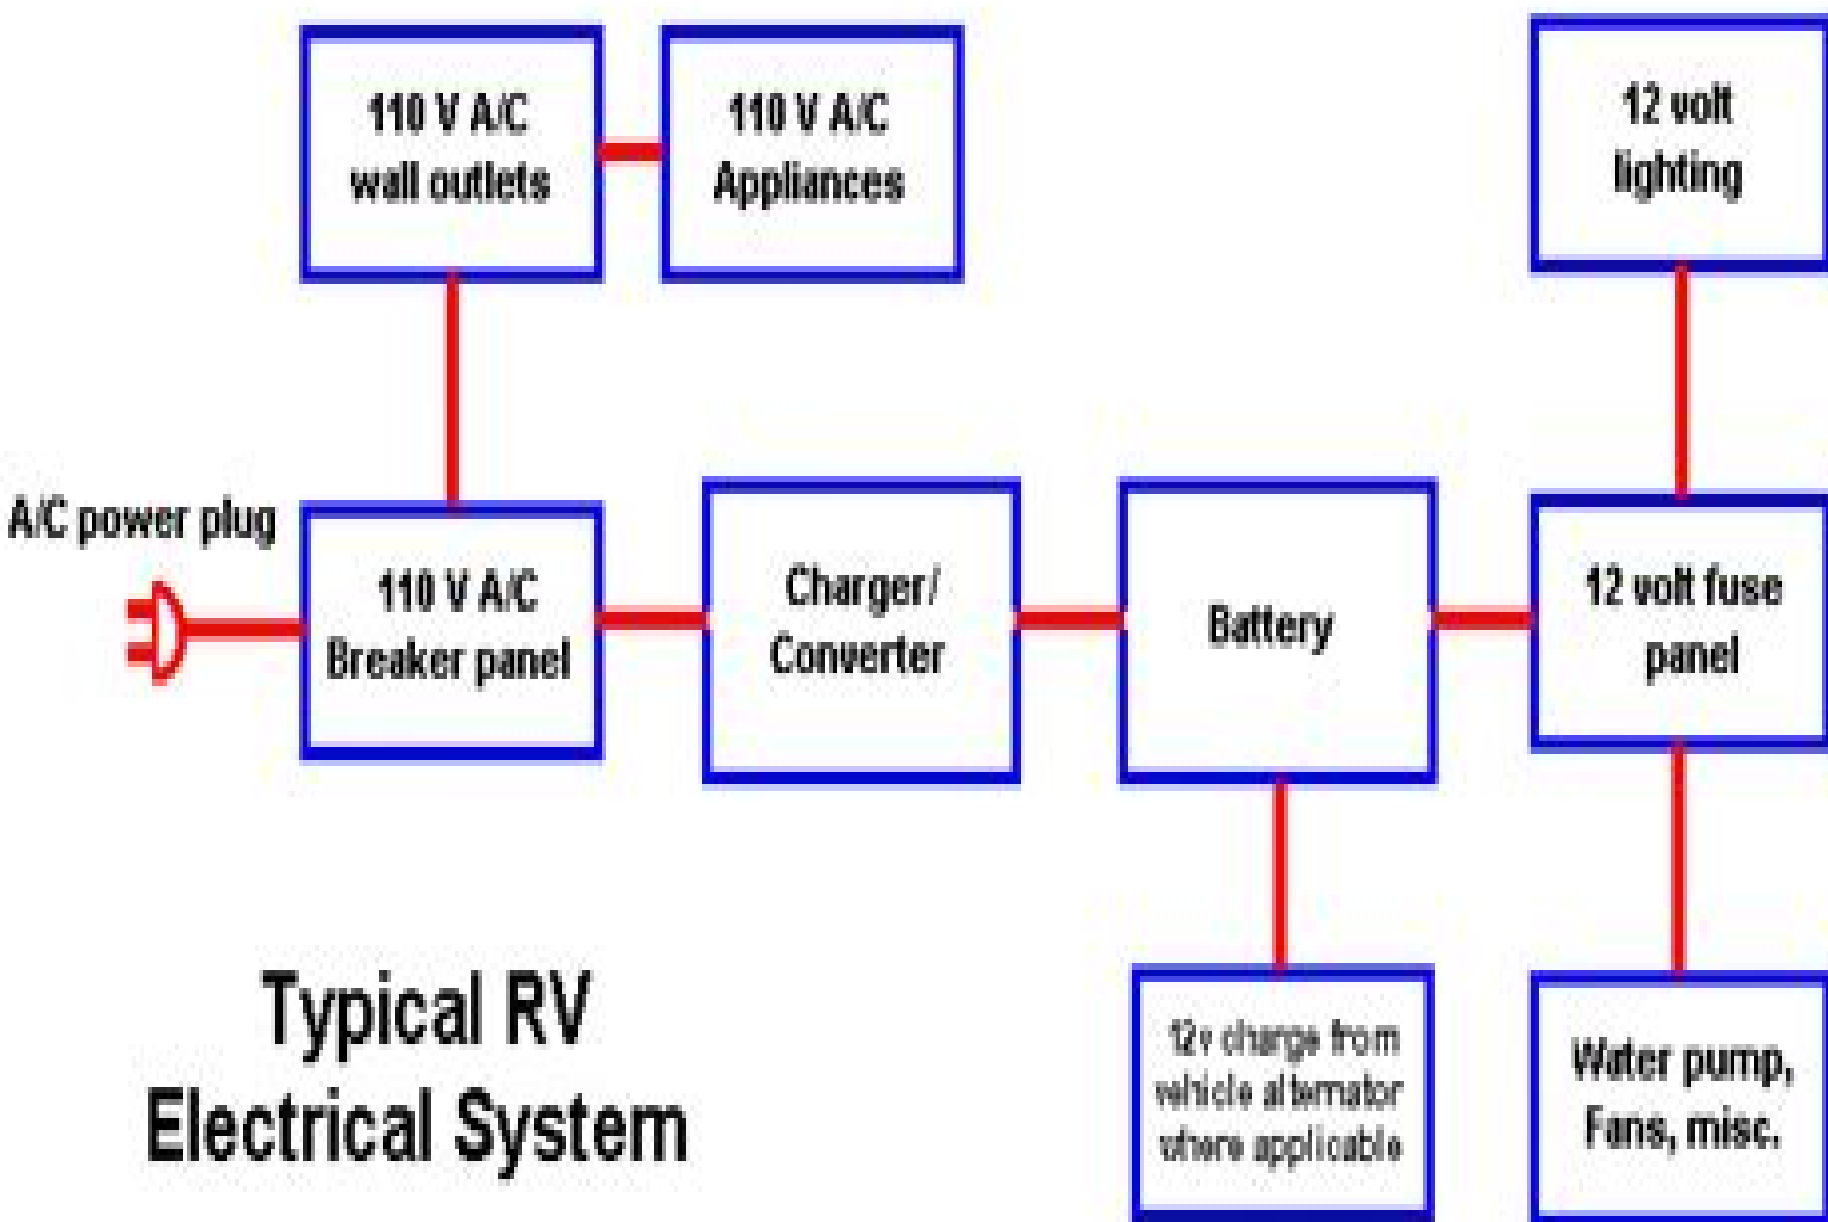 110 V A/C
wall outlets
110 V A/C
Appliances
12 volt
lighting
A/C power plug
110 V A/C
Breaker panel
Charger/
Converter
Battery
12 volt fuse
panel
12v charge from
vehicle alternator
where applicable
Water pump,
Fans, misc.
Typical RV
Electrical System